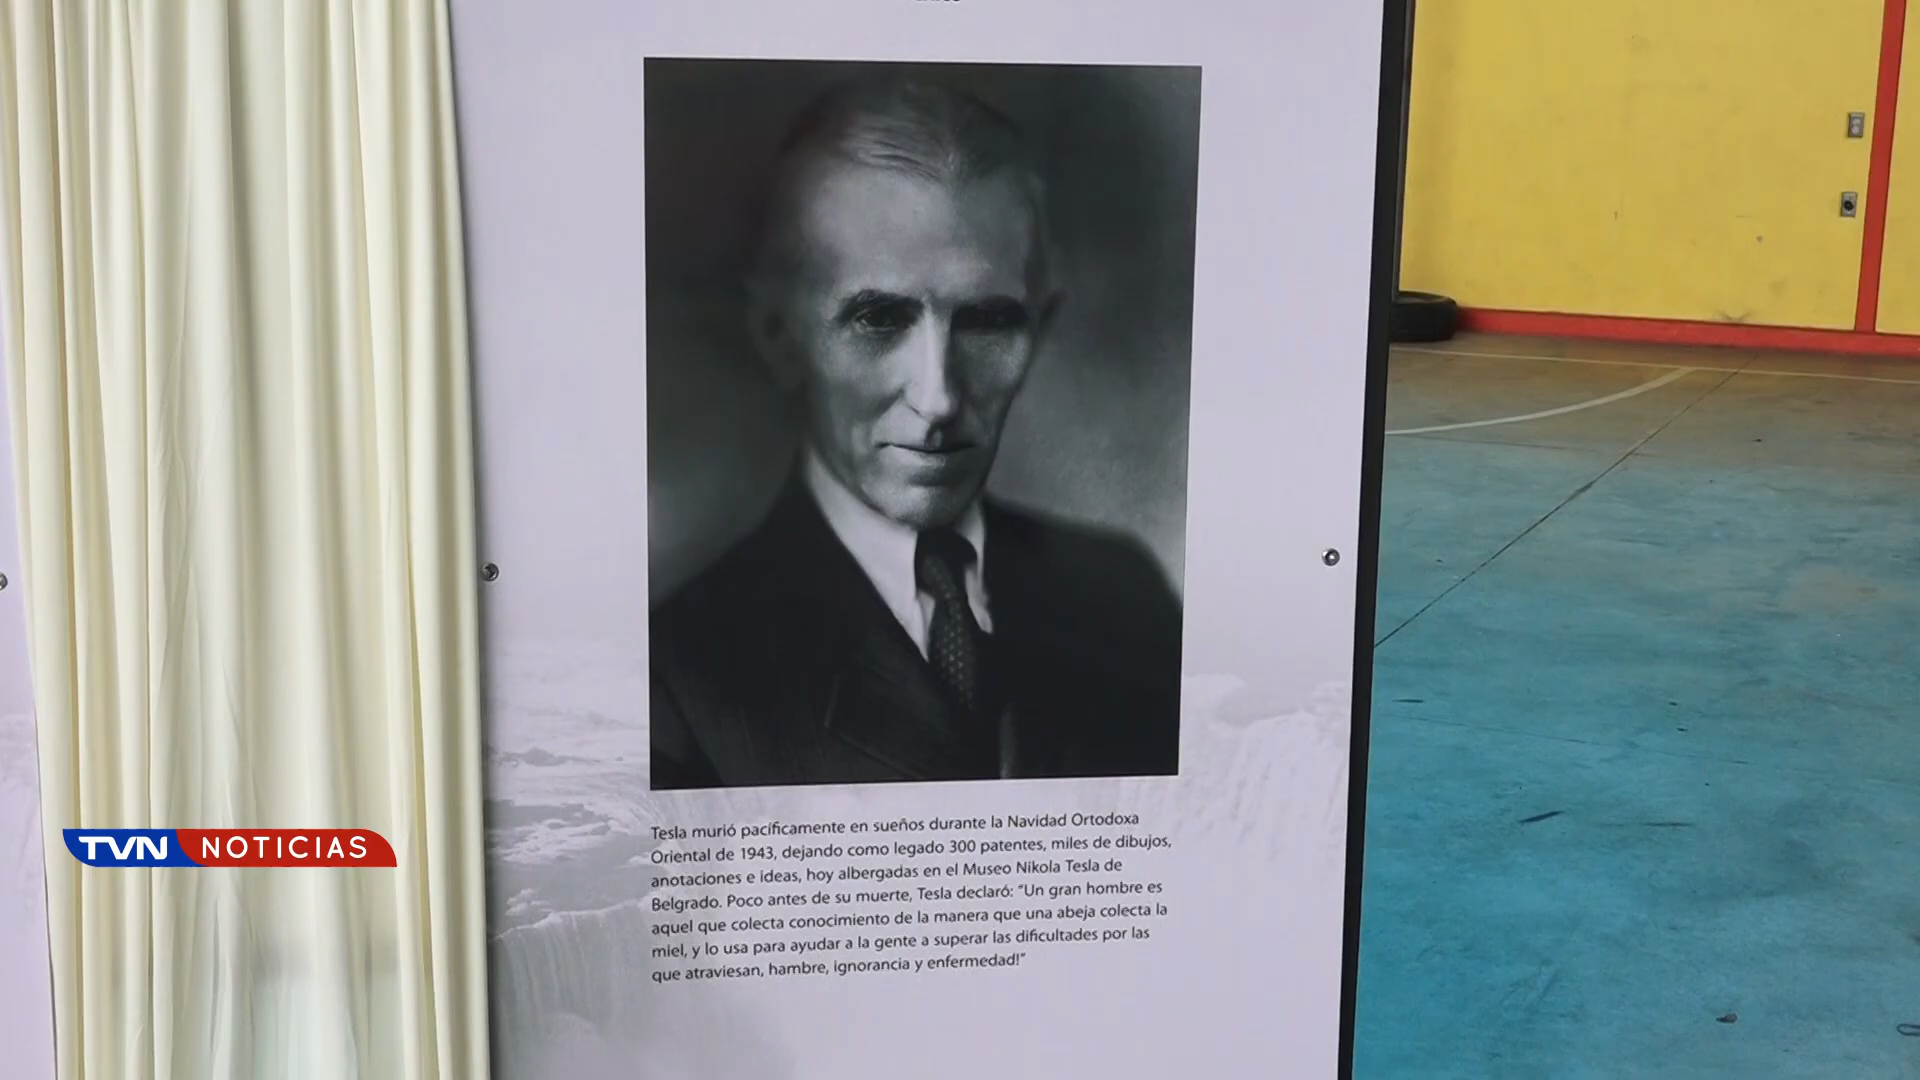 Tesla murió pacíficamente en sueños durante la Navidad Ortodoxa
Oriental de 1943, dejando como legado 300 patentes, miles de dibujos,
anotaciones e ideas, hoy albergadas en el Museo Nikola Tesla de
Belgrado. Poco antes de su muerte, Tesla declaró: “Un gran hombre es
aquel que colecta conocimiento de la manera que una abeja colecta la
miel, y lo usa para ayudar a la gente a superar las dificultades por las
que atraviesan, hambre, ignorancia y enfermedad!”
TVN NOTICIAS